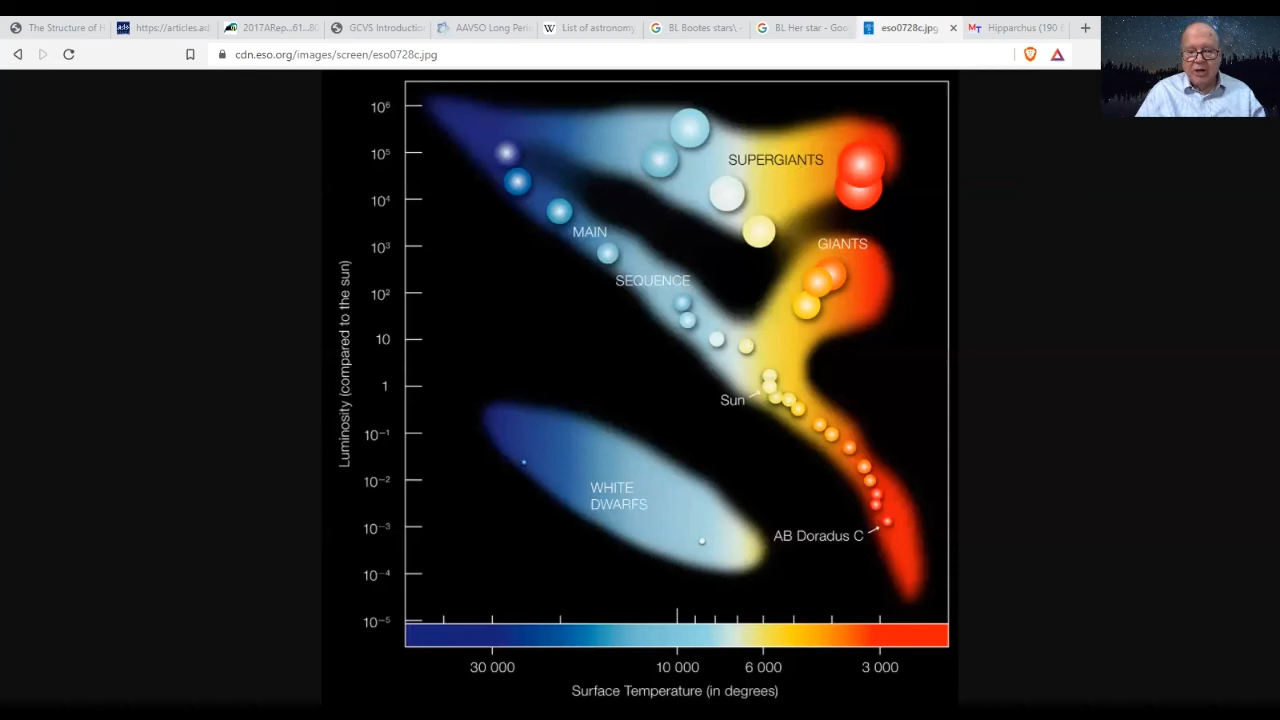 The Structure of H
https://articles.ad
2017ARep...61...80
GCVS Introduction
AAVSO Long Peri
List of astronomy
BL Bootes stars\ -
BL Her star - Goo
eso0728c.jpg
Hipparchus (190 B
cdn.eso.org/images/screen/eso0728c.jpg
10⁶
10⁵
SUPERGIANTS
10⁴
MAIN
10³
GIANTS
SEQUENCE
10²
10
1
Sun
10⁻¹
Luminosity (compared to the sun)
10⁻²
WHITE
DWARFS
10⁻³
AB Doradus C
10⁻⁴
10⁻⁵
30 000
10 000
6 000
3 000
Surface Temperature (in degrees)